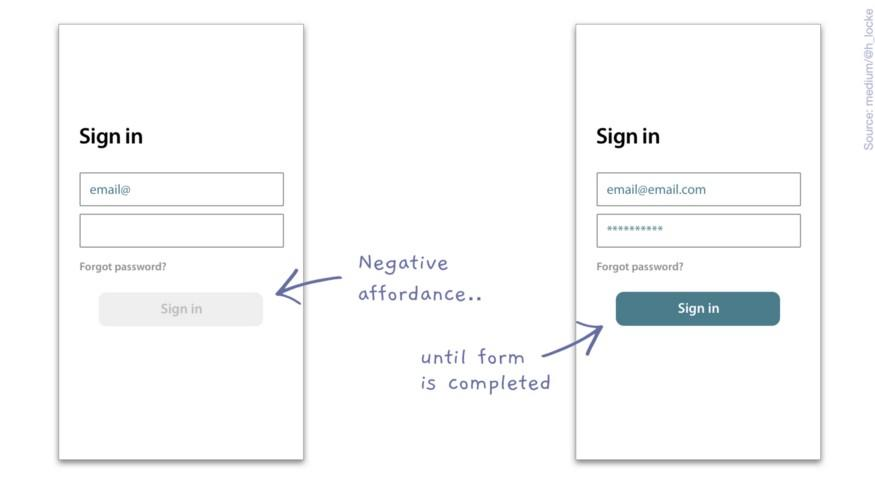 Sign in
email@
Forgot password?
Sign in
Negative
affordance..
until form
is completed
Sign in
email@email.com
**********
Forgot password?
Sign in
Source: medium/@h_locke